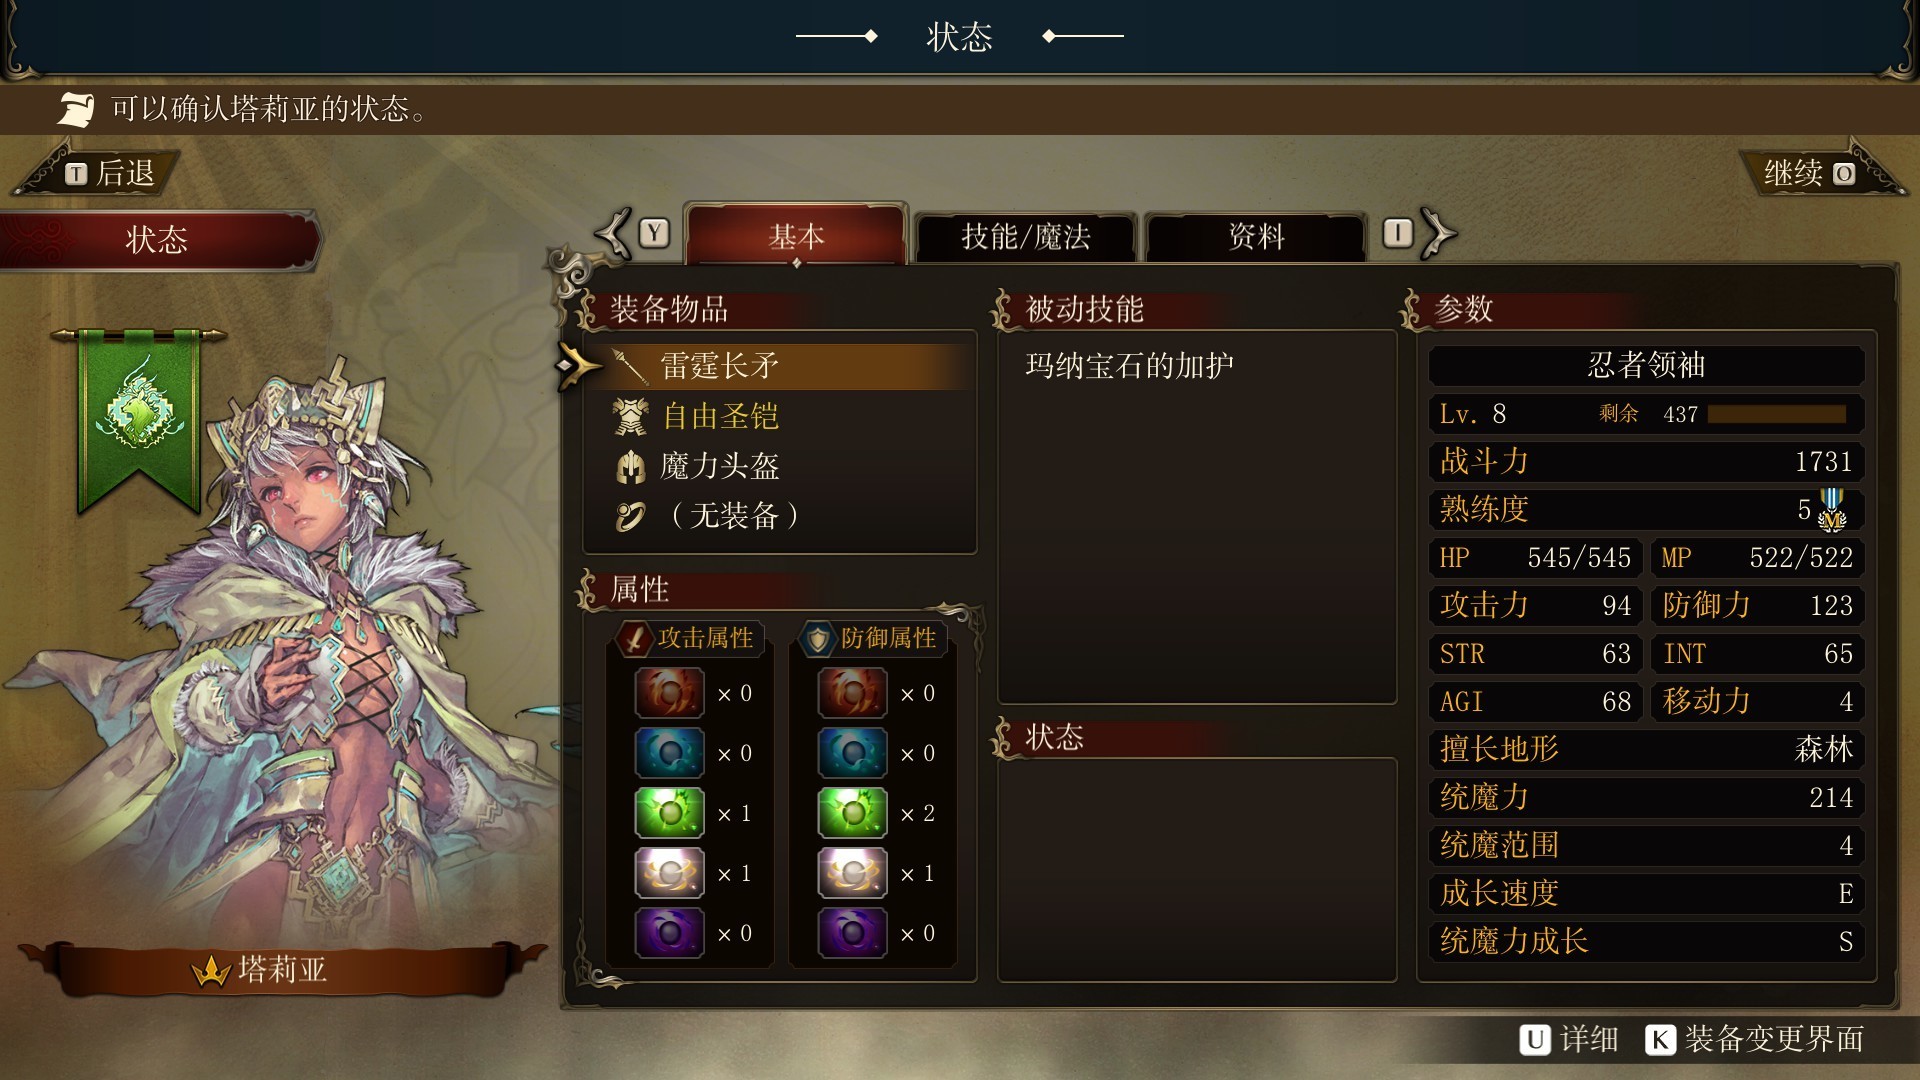 状态
可以确认塔莉亚的状态。
T 后退
继续 O
状态
Y 基本 技能/魔法 资料 I
装备物品
雷霆长矛
自由圣铠
魔力头盔
（无装备）
属性
攻击属性 防御属性
×0 ×0
×0 ×0
×1 ×2
×1 ×1
×0 ×0
被动技能
玛纳宝石的加护
状态
参数
忍者领袖
Lv. 8 剩余 437
战斗力 1731
熟练度 5 M
HP 545/545 MP 522/522
攻击力 94 防御力 123
STR 63 INT 65
AGI 68 移动力 4
擅长地形 森林
统魔力 214
统魔范围 4
成长速度 E
统魔力成长 S
塔莉亚
U 详细 K 装备变更界面